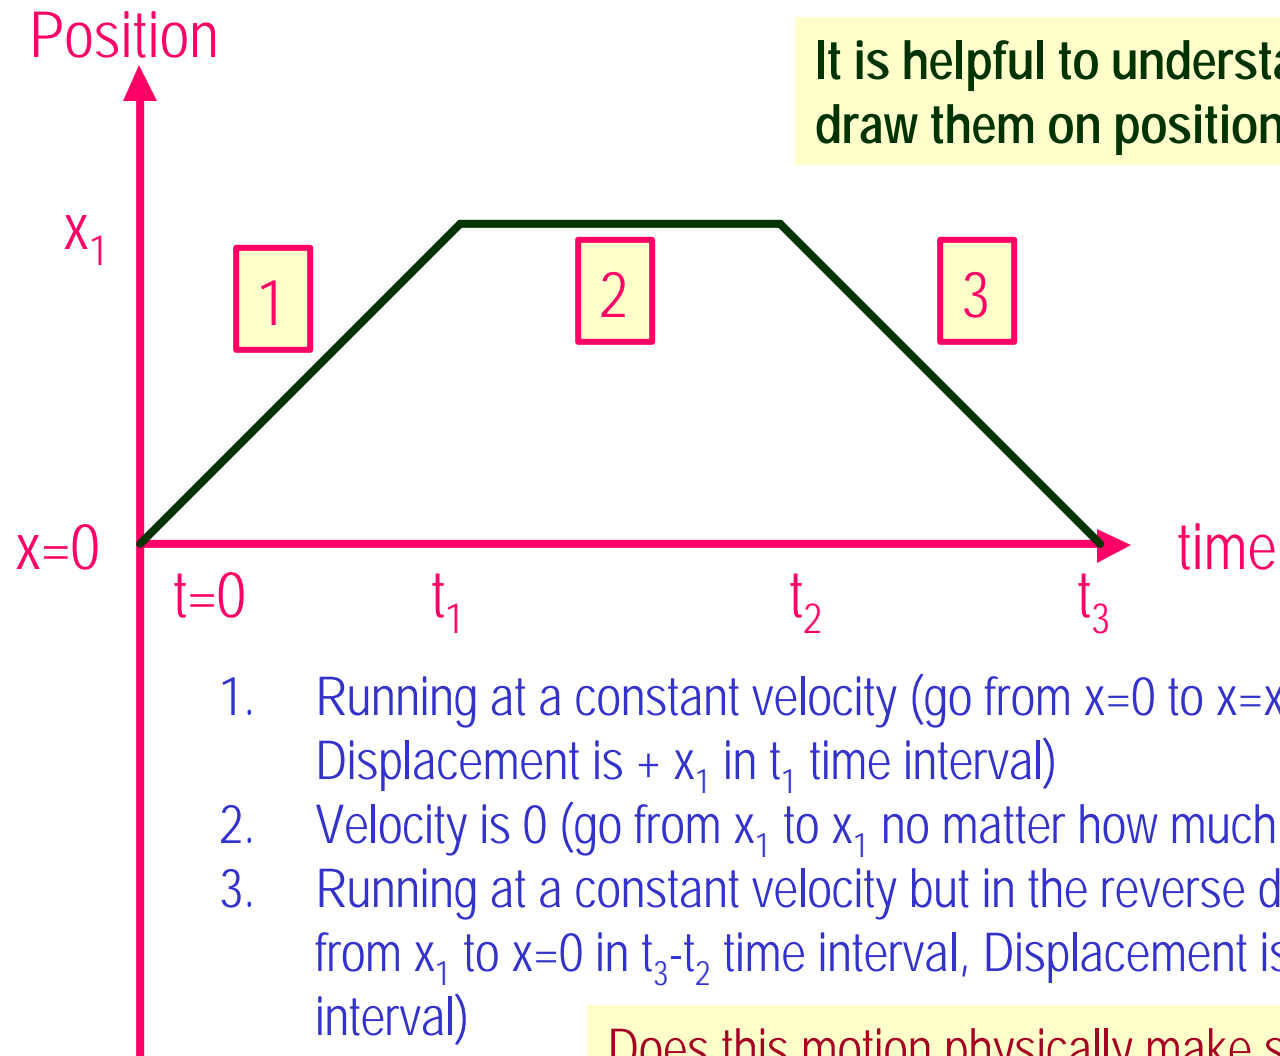 Position
It is helpful to understa
draw them on position
x₁
1
2
3
x=0
time
t=0
t₁
t₂
t₃
1. Running at a constant velocity (go from x=0 to x=x
Displacement is + x₁ in t₁ time interval)
2. Velocity is 0 (go from x₁ to x₁ no matter how much
3. Running at a constant velocity but in the reverse d
from x₁ to x=0 in t₃-t₂ time interval, Displacement is
interval)
Does this motion physically make s